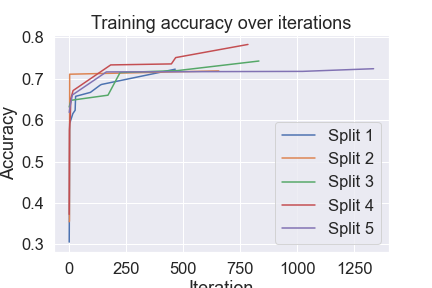 Training accuracy over iterations
Accuracy
0.8
0.7
0.6
0.5
0.4
0.3
Split 1
Split 2
Split 3
Split 4
Split 5
0 250 500 750 1000 1250
Iteration